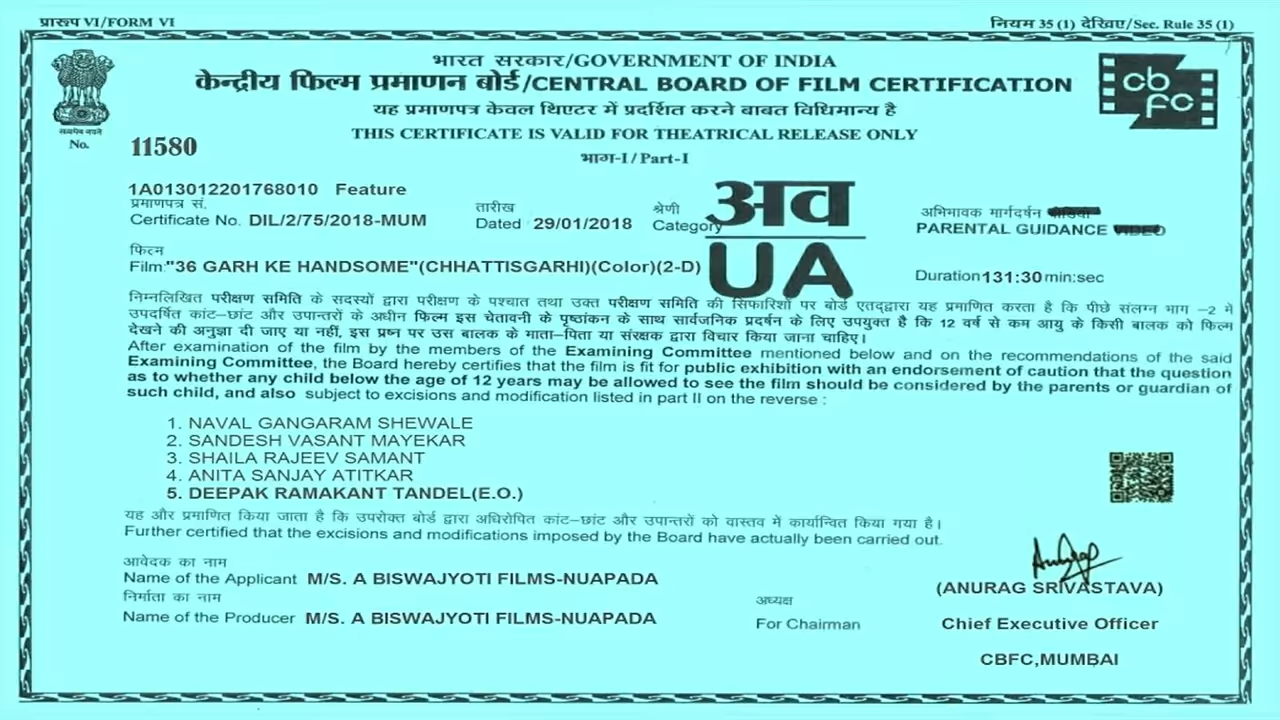 प्रारूप VI/FORM VI
नियम 35 (1) देखिए/Sec. Rule 35 (1)
भारत सरकार/GOVERNMENT OF INDIA
केन्द्रीय फिल्म प्रमाणन बोर्ड/CENTRAL BOARD OF FILM CERTIFICATION
यह प्रमाणपत्र केवल थिएटर में प्रदर्शित करने बाबत विधिमान्य है
THIS CERTIFICATE IS VALID FOR THEATRICAL RELEASE ONLY
भाग-I/Part-I
cb
fc
सत्यमेव जयते
No. 11580
1A013012201768010 Feature
प्रमाणपत्र सं.
Certificate No. DIL/2/75/2018-MUM
तारीख
Dated 29/01/2018
श्रेणी
Category
अव
UA
अभिभावक मार्गदर्शन
PARENTAL GUIDANCE
फिल्म
Film:"36 GARH KE HANDSOME"(CHHATTISGARHI)(Color)(2-D)
Duration 131:30 min:sec
निम्नलिखित परीक्षण समिति के सदस्यों द्वारा परीक्षण के पश्चात तथा उक्त परीक्षण समिति की सिफारिशों पर बोर्ड एतद्द्वारा यह प्रमाणित करता है कि पीछे संलग्न भाग -2 में
उपदर्षित कांट-छांट और उपान्तरों के अधीन फिल्म इस चेतावनी के पृष्ठांकन के साथ सार्वजनिक प्रदर्षन के लिए उपयुक्त है कि 12 वर्ष से कम आयु के किसी बालक को फिल्म
देखने की अनुज्ञा दी जाए या नहीं, इस प्रश्न पर उस बालक के माता-पिता या संरक्षक द्वारा विचार किया जाना चाहिए।
After examination of the film by the members of the Examining Committee mentioned below and on the recommendations of the said
Examining Committee, the Board hereby certifies that the film is fit for public exhibition with an endorsement of caution that the question
as to whether any child below the age of 12 years may be allowed to see the film should be considered by the parents or guardian of
such child, and also subject to excisions and modification listed in part II on the reverse :
1. NAVAL GANGARAM SHEWALE
2. SANDESH VASANT MAYEKAR
3. SHAILA RAJEEV SAMANT
4. ANITA SANJAY ATITKAR
5. DEEPAK RAMAKANT TANDEL(E.O.)
यह और प्रमाणित किया जाता है कि उपरोक्त बोर्ड द्वारा अधिरोपित कांट-छांट और उपान्तरों को वास्तव में कार्यान्वित किया गया है।
Further certified that the excisions and modifications imposed by the Board have actually been carried out.
आवेदक का नाम
Name of the Applicant M/S. A BISWAJYOTI FILMS-NUAPADA
निर्माता का नाम
Name of the Producer M/S. A BISWAJYOTI FILMS-NUAPADA
अध्यक्ष
For Chairman
(ANURAG SRIVASTAVA)
Chief Executive Officer
CBFC,MUMBAI